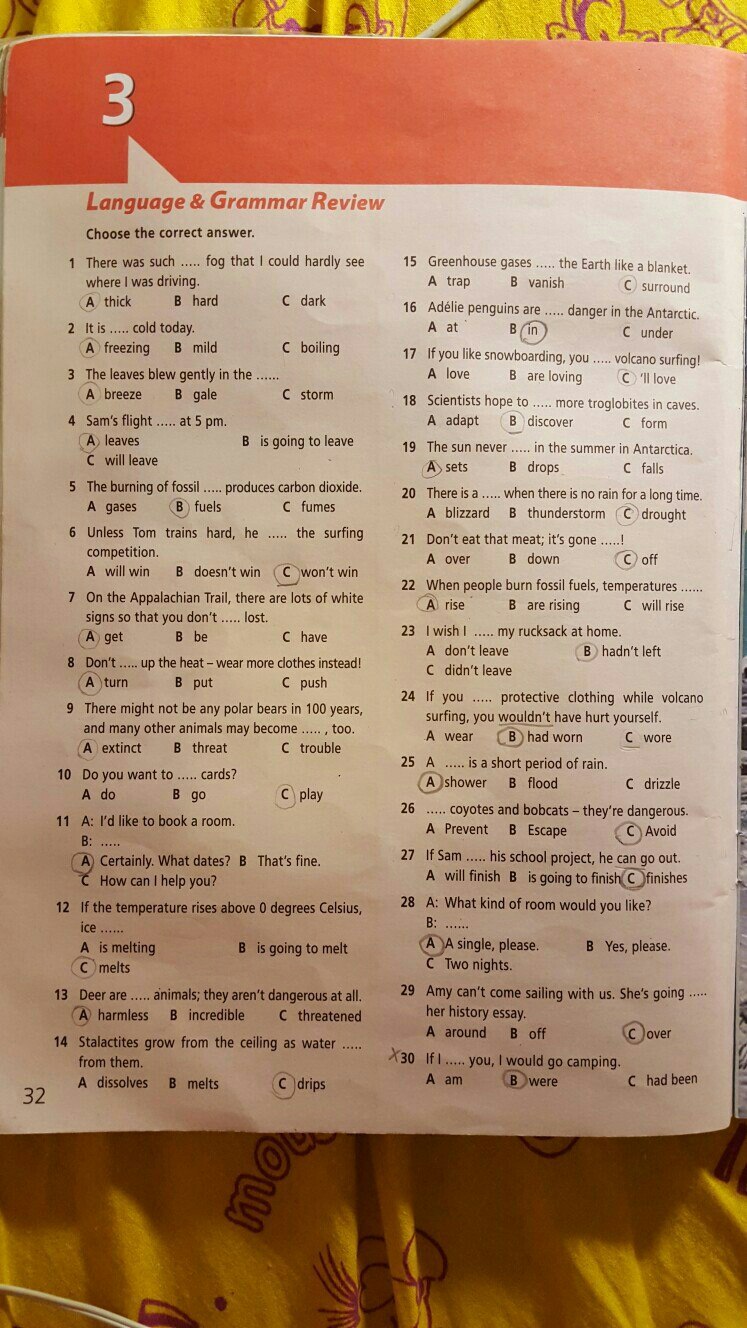 3
Language & Grammar Review
Choose the correct answer.
1 There was such ..... fog that I could hardly see
where I was driving.
A thick B hard C dark
2 It is ..... cold today.
A freezing B mild C boiling
3 The leaves blew gently in the ......
A breeze B gale C storm
4 Sam's flight ..... at 5 pm.
A leaves B is going to leave
C will leave
5 The burning of fossil ..... produces carbon dioxide.
A gases B fuels C fumes
6 Unless Tom trains hard, he ..... the surfing
competition.
A will win B doesn't win C won't win
7 On the Appalachian Trail, there are lots of white
signs so that you don't ..... lost.
A get B be C have
8 Don't ..... up the heat – wear more clothes instead!
A turn B put C push
9 There might not be any polar bears in 100 years,
and many other animals may become ..... , too.
A extinct B threat C trouble
10 Do you want to ..... cards?
A do B go C play
11 A: I'd like to book a room.
B: .....
A Certainly. What dates? B That's fine.
C How can I help you?
12 If the temperature rises above 0 degrees Celsius,
ice ......
A is melting B is going to melt
C melts
13 Deer are ..... animals; they aren't dangerous at all.
A harmless B incredible C threatened
14 Stalactites grow from the ceiling as water .....
from them.
A dissolves B melts C drips
32
15 Greenhouse gases ..... the Earth like a blanket.
A trap B vanish C surround
16 Adélie penguins are ..... danger in the Antarctic.
A at B in C under
17 If you like snowboarding, you ..... volcano surfing!
A love B are loving C 'll love
18 Scientists hope to ..... more troglobites in caves.
A adapt B discover C form
19 The sun never ..... in the summer in Antarctica.
A sets B drops C falls
20 There is a ..... when there is no rain for a long time.
A blizzard B thunderstorm C drought
21 Don't eat that meat; it's gone .....!
A over B down C off
22 When people burn fossil fuels, temperatures ......
A rise B are rising C will rise
23 I wish I ..... my rucksack at home.
A don't leave B hadn't left
C didn't leave
24 If you ..... protective clothing while volcano
surfing, you wouldn't have hurt yourself.
A wear B had worn C wore
25 A ..... is a short period of rain.
A shower B flood C drizzle
26 ..... coyotes and bobcats – they're dangerous.
A Prevent B Escape C Avoid
27 If Sam ..... his school project, he can go out.
A will finish B is going to finish C finishes
28 A: What kind of room would you like?
B: ......
A A single, please. B Yes, please.
C Two nights.
29 Amy can't come sailing with us. She's going .....
her history essay.
A around B off C over
X 30 If I ..... you, I would go camping.
A am B were C had been